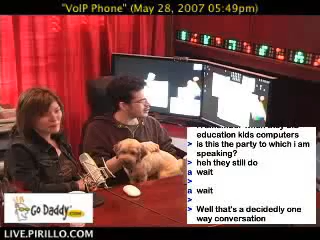 "VoIP Phone" (May 28, 2007 05:49pm)
education kids computers
> is this the party to which i am
speaking?
> heh they still do
a wait
>
a wait
>
> Well that's a decidedly one
way conversation
Go Daddy.com
LIVE.PIRILLO.COM